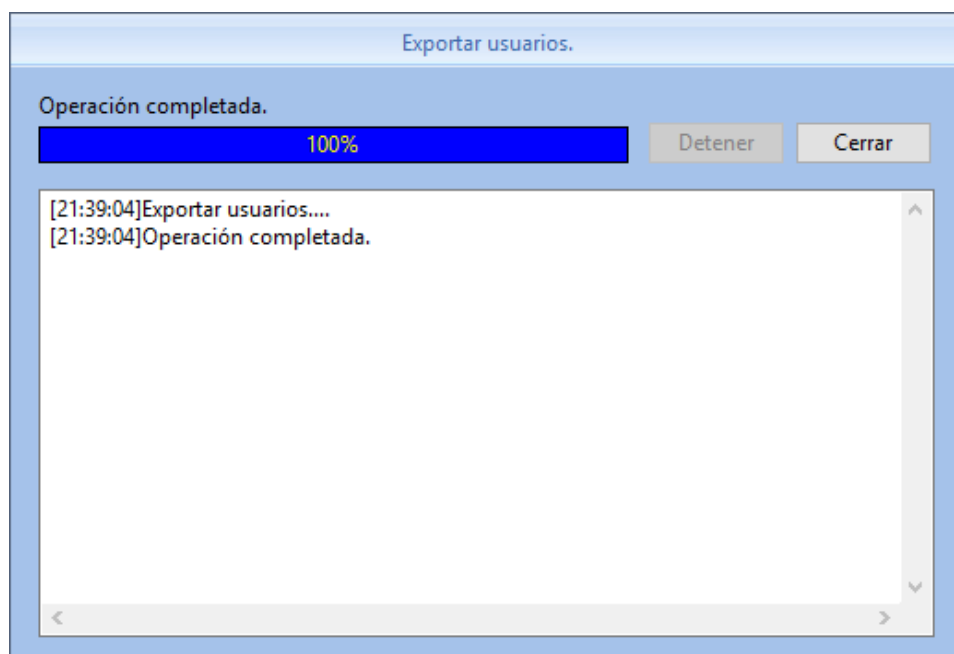 Exportar usuarios.
Operación completada.
100%
Detener
Cerrar
[21:39:04]Exportar usuarios....
[21:39:04]Operación completada.